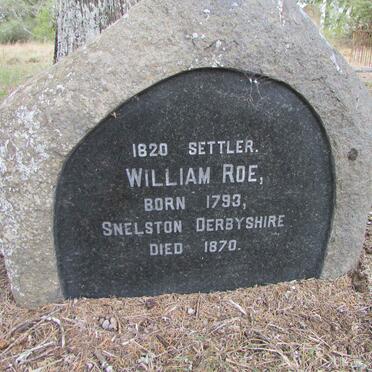 1820 SETTLER.
WILLIAM ROE,
BORN 1793,
SNELSTON DERBYSHIRE
DIED 1870.